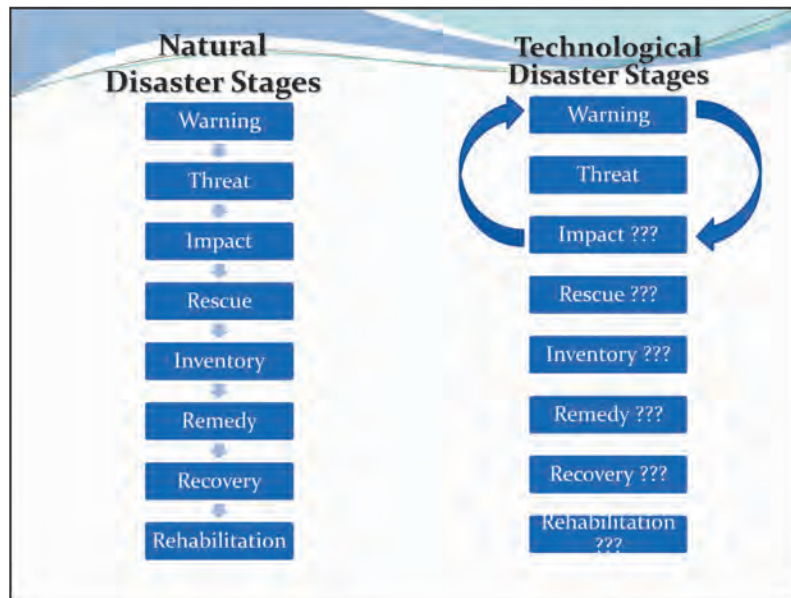 Natural
Disaster Stages
Warning
Threat
Impact
Rescue
Inventory
Remedy
Recovery
Rehabilitation
Technological
Disaster Stages
Warning
Threat
Impact ???
Rescue ???
Inventory ???
Remedy ???
Recovery ???
Rehabilitation
???